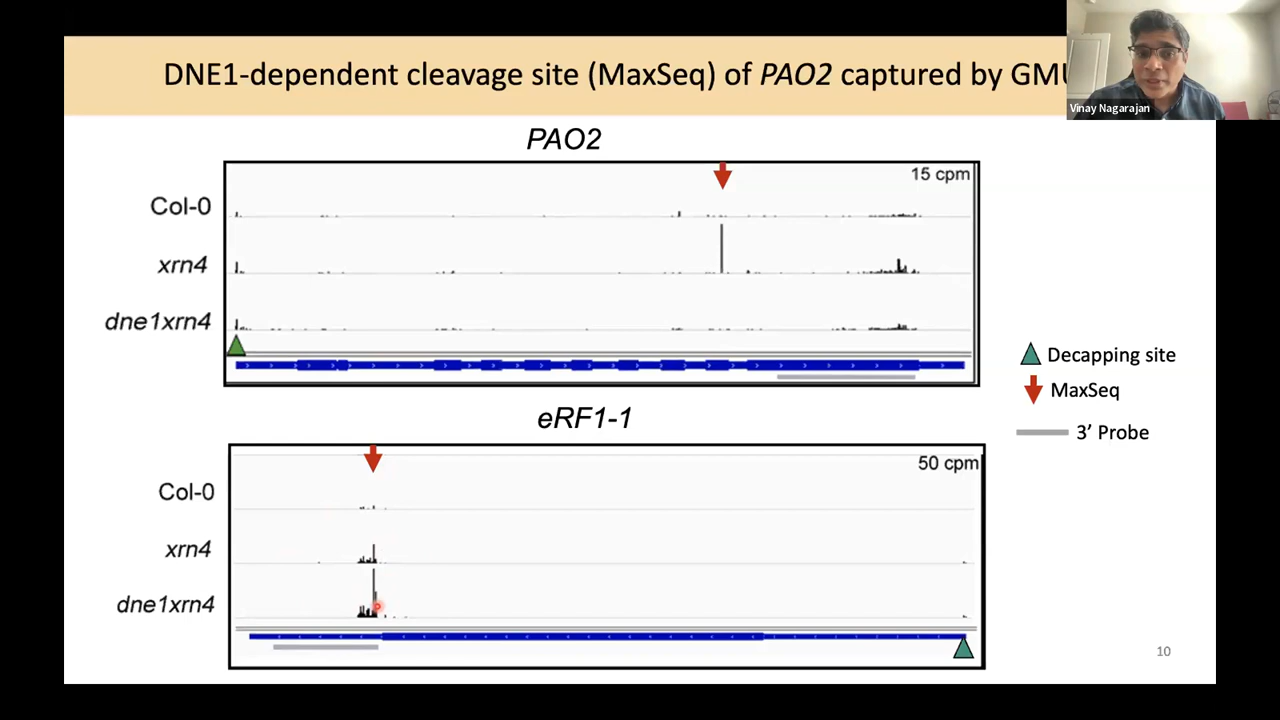 DNE1-dependent cleavage site (MaxSeq) of PAO2 captured by
Vinay Nagarajan
PAO2
15 cpm
Col-0
xrn4
dne1xrn4
Decapping site
MaxSeq
3’ Probe
eRF1-1
50 cpm
Col-0
xrn4
dne1xrn4
10